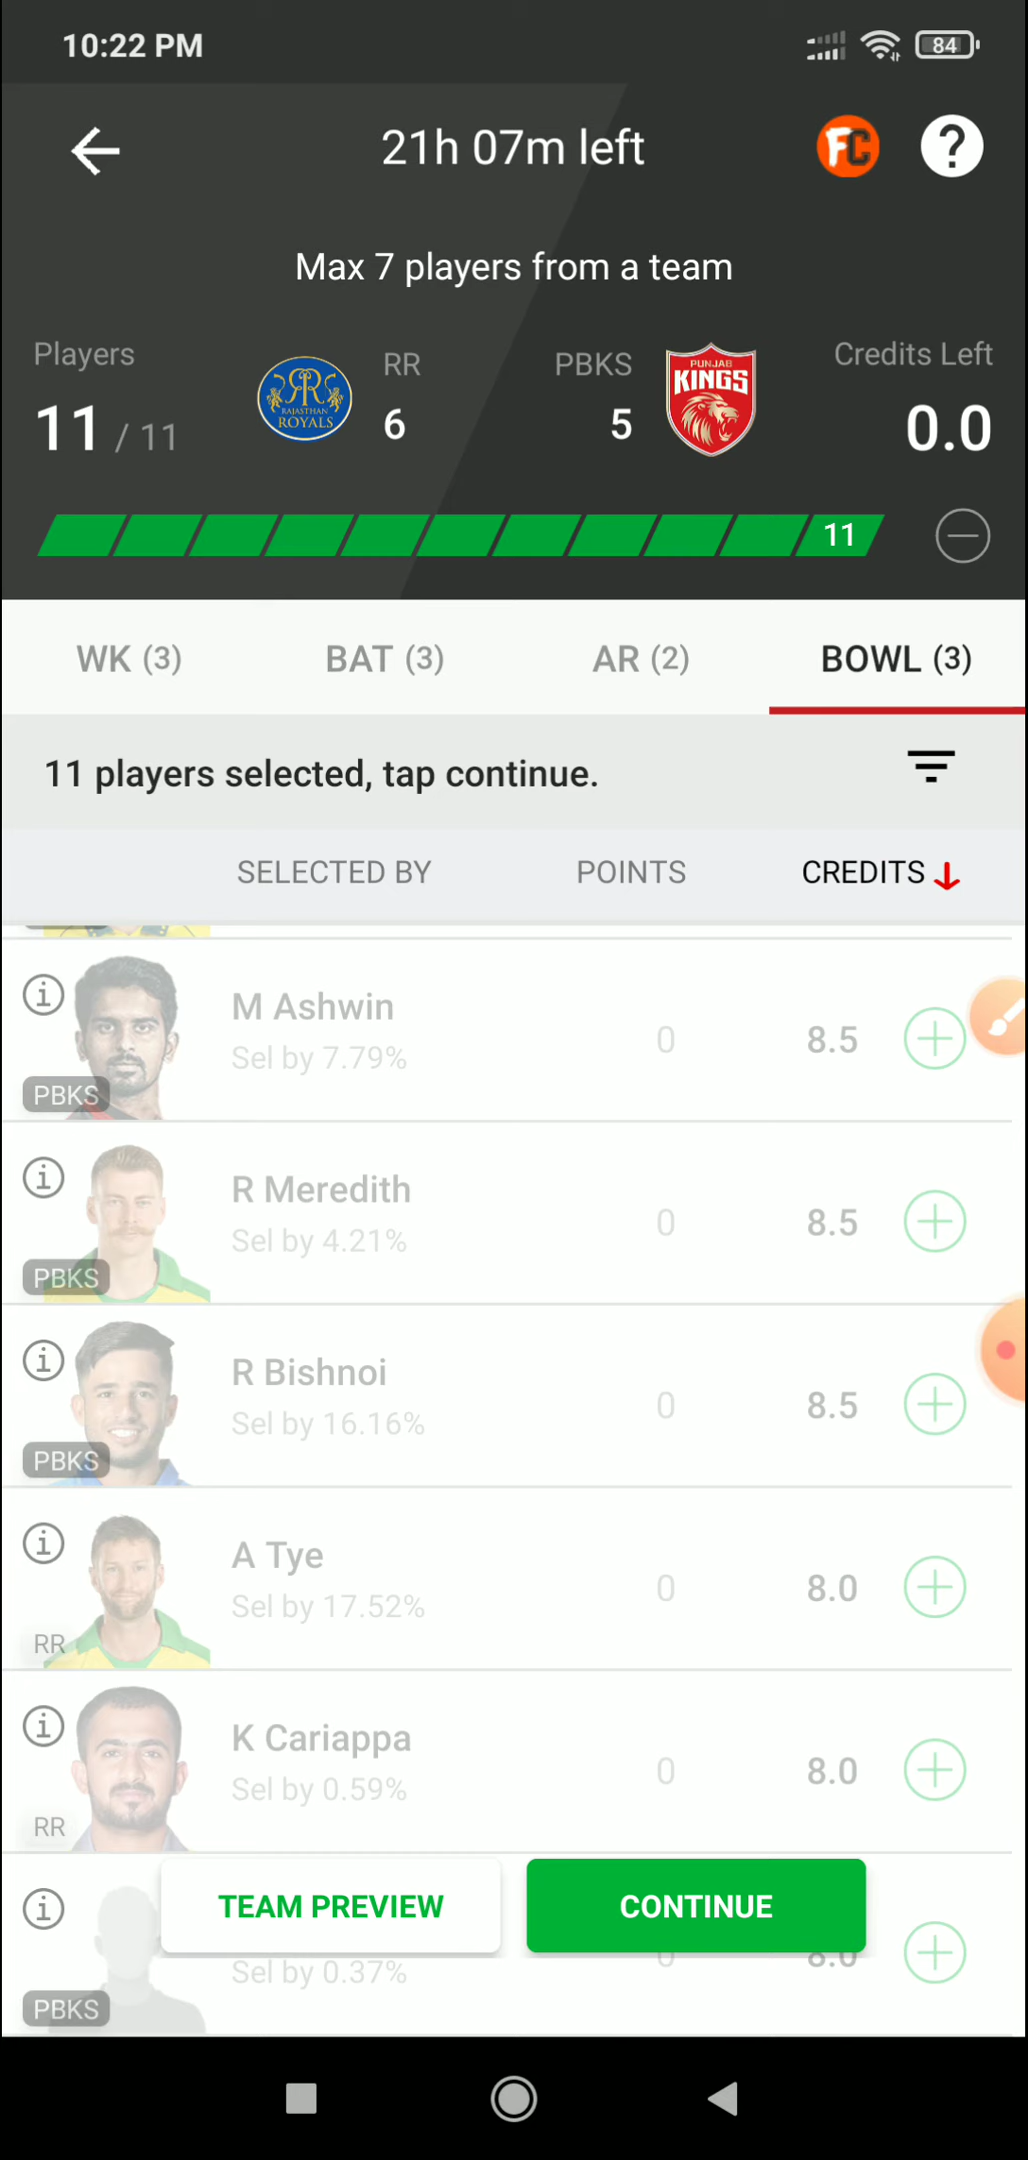 10:22 PM
84
21h 07m left
FC
?
Max 7 players from a team
Players
RR
PBKS
Credits Left
RAJASTHAN
ROYALS
PUNJAB
KINGS
11 / 11
6
5
0.0
11
WK (3)
BAT (3)
AR (2)
BOWL (3)
11 players selected, tap continue.
SELECTED BY
POINTS
CREDITS
M Ashwin
Sel by 7.79%
0
8.5
PBKS
R Meredith
Sel by 4.21%
0
8.5
PBKS
R Bishnoi
Sel by 16.16%
0
8.5
PBKS
A Tye
Sel by 17.52%
0
8.0
RR
K Cariappa
Sel by 0.59%
0
8.0
RR
TEAM PREVIEW
CONTINUE
Sel by 0.37%
0
8.0
PBKS